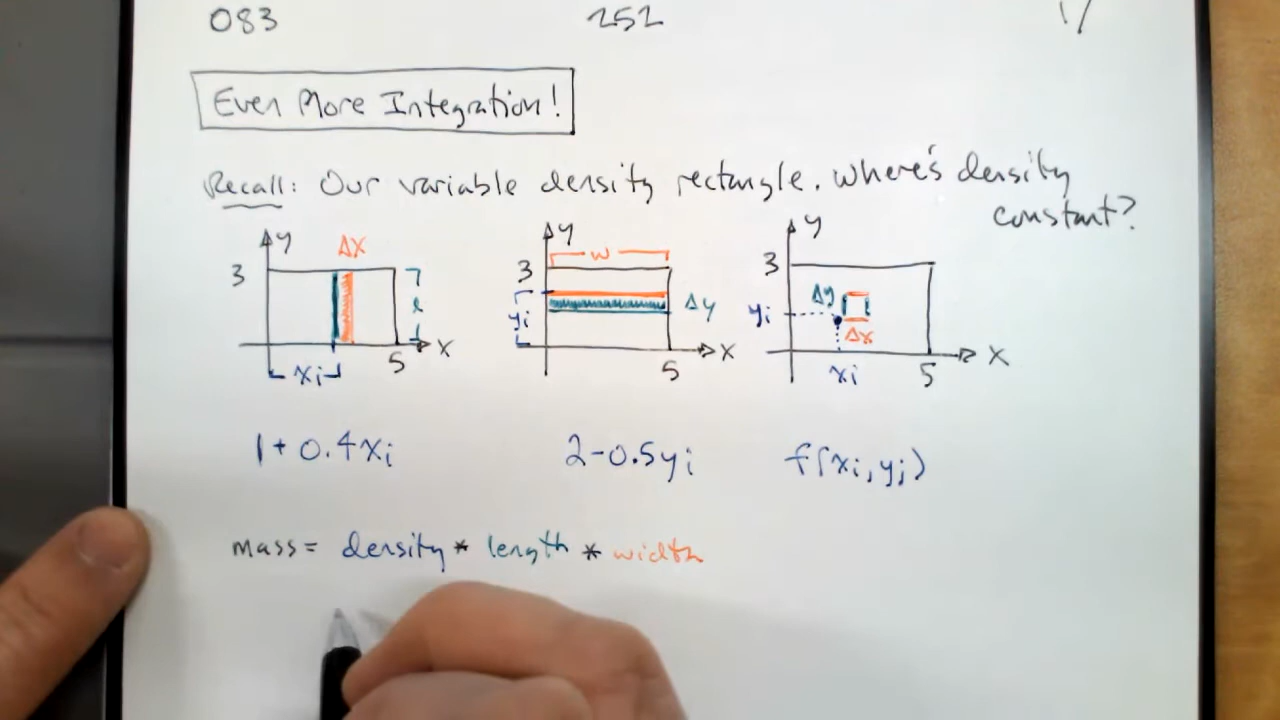 083 252 17
Even More Integration!
Recall: Our variable density rectangle. Where's density
constant?
y Δx 3 l x xi 5
y w 3 yi Δy x 5
y 3 yi Δy Δx x xi 5
1+0.4xi 2-0.5yi f(xi,yj)
mass = density * length * width